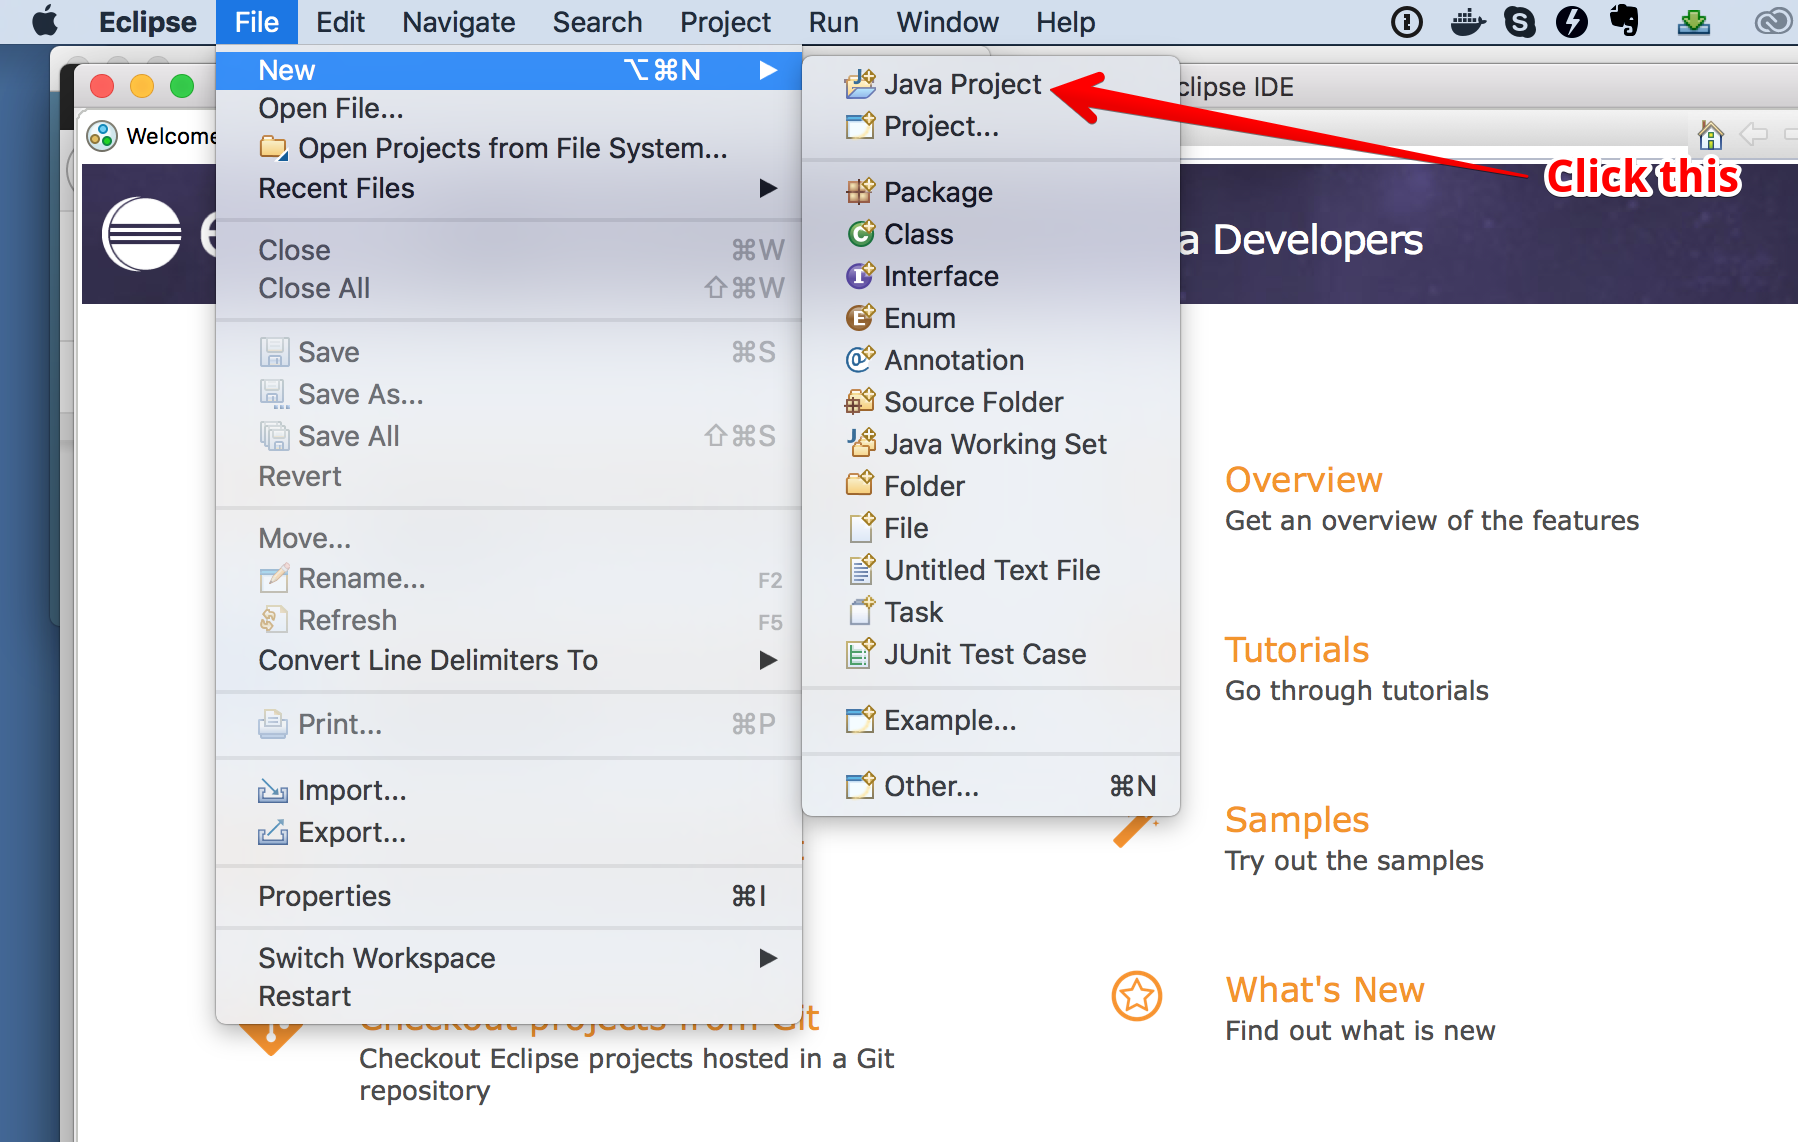 Eclipse File Edit Navigate Search Project Run Window Help
New ⌥⌘N ▶
Open File...
Open Projects from File System...
Recent Files ▶
Close ⌘W
Close All ⇧⌘W
Save ⌘S
Save As...
Save All ⇧⌘S
Revert
Move...
Rename... F2
Refresh F5
Convert Line Delimiters To ▶
Print... ⌘P
Import...
Export...
Properties ⌘I
Switch Workspace ▶
Restart
Java Project
Project...
Package
Class
Interface
Enum
Annotation
Source Folder
Java Working Set
Folder
File
Untitled Text File
Task
JUnit Test Case
Example...
Other... ⌘N
clipse IDE
Welcome
Click this
a Developers
Overview
Get an overview of the features
Tutorials
Go through tutorials
Samples
Try out the samples
What's New
Find out what is new
Checkout projects from Git
Checkout Eclipse projects hosted in a Git
repository